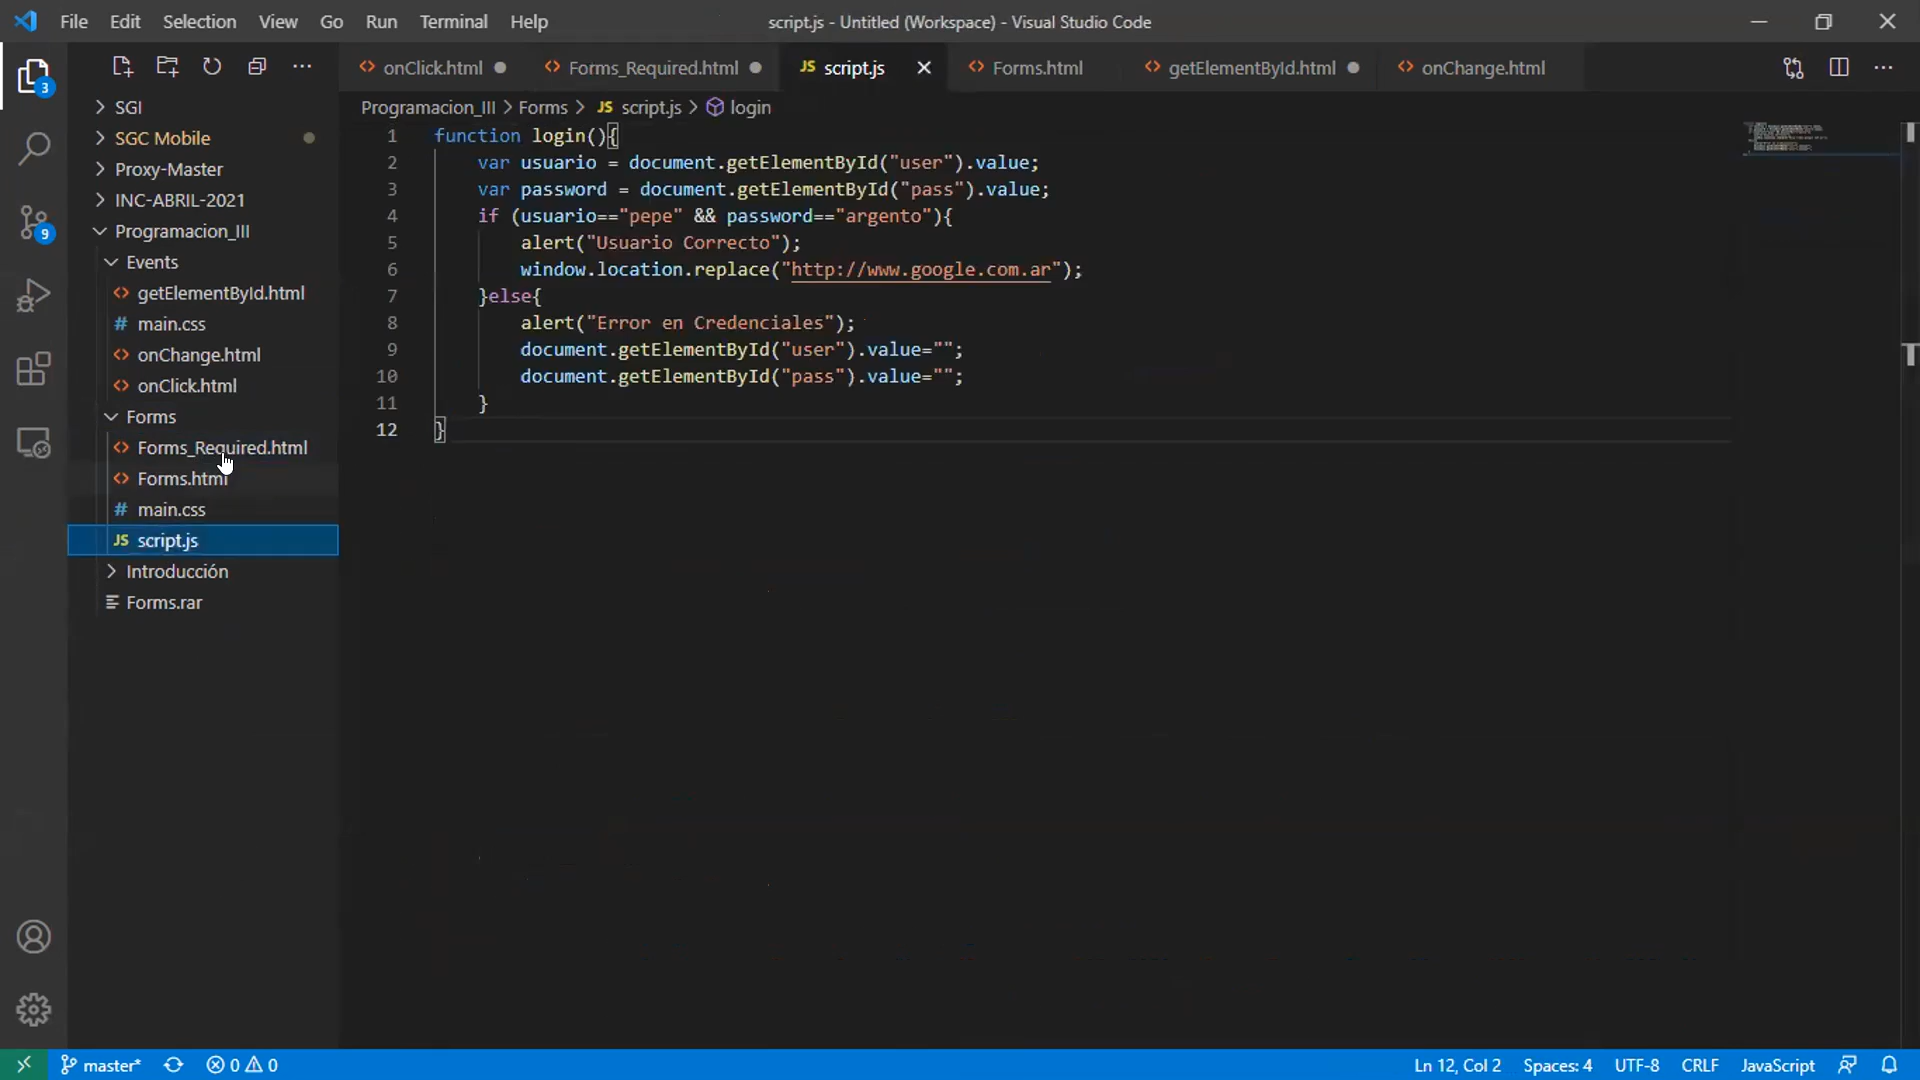 File Edit Selection View Go Run Terminal Help script.js - Untitled (Workspace) - Visual Studio Code
onClick.html Forms_Required.html JS script.js Forms.html getElementById.html onChange.html
Programacion_III > Forms > JS script.js > login
3
9
SGI
SGC Mobile
Proxy-Master
INC-ABRIL-2021
Programacion_III
Events
getElementById.html
# main.css
onChange.html
onClick.html
Forms
Forms_Required.html
Forms.html
# main.css
JS script.js
Introducción
Forms.rar
1 function login(){
2 var usuario = document.getElementById("user").value;
3 var password = document.getElementById("pass").value;
4 if (usuario=="pepe" && password=="argento"){
5 alert("Usuario Correcto");
6 window.location.replace("http://www.google.com.ar");
7 }else{
8 alert("Error en Credenciales");
9 document.getElementById("user").value="";
10 document.getElementById("pass").value="";
11 }
12 }
master* 0 0 Ln 12, Col 2 Spaces: 4 UTF-8 CRLF JavaScript